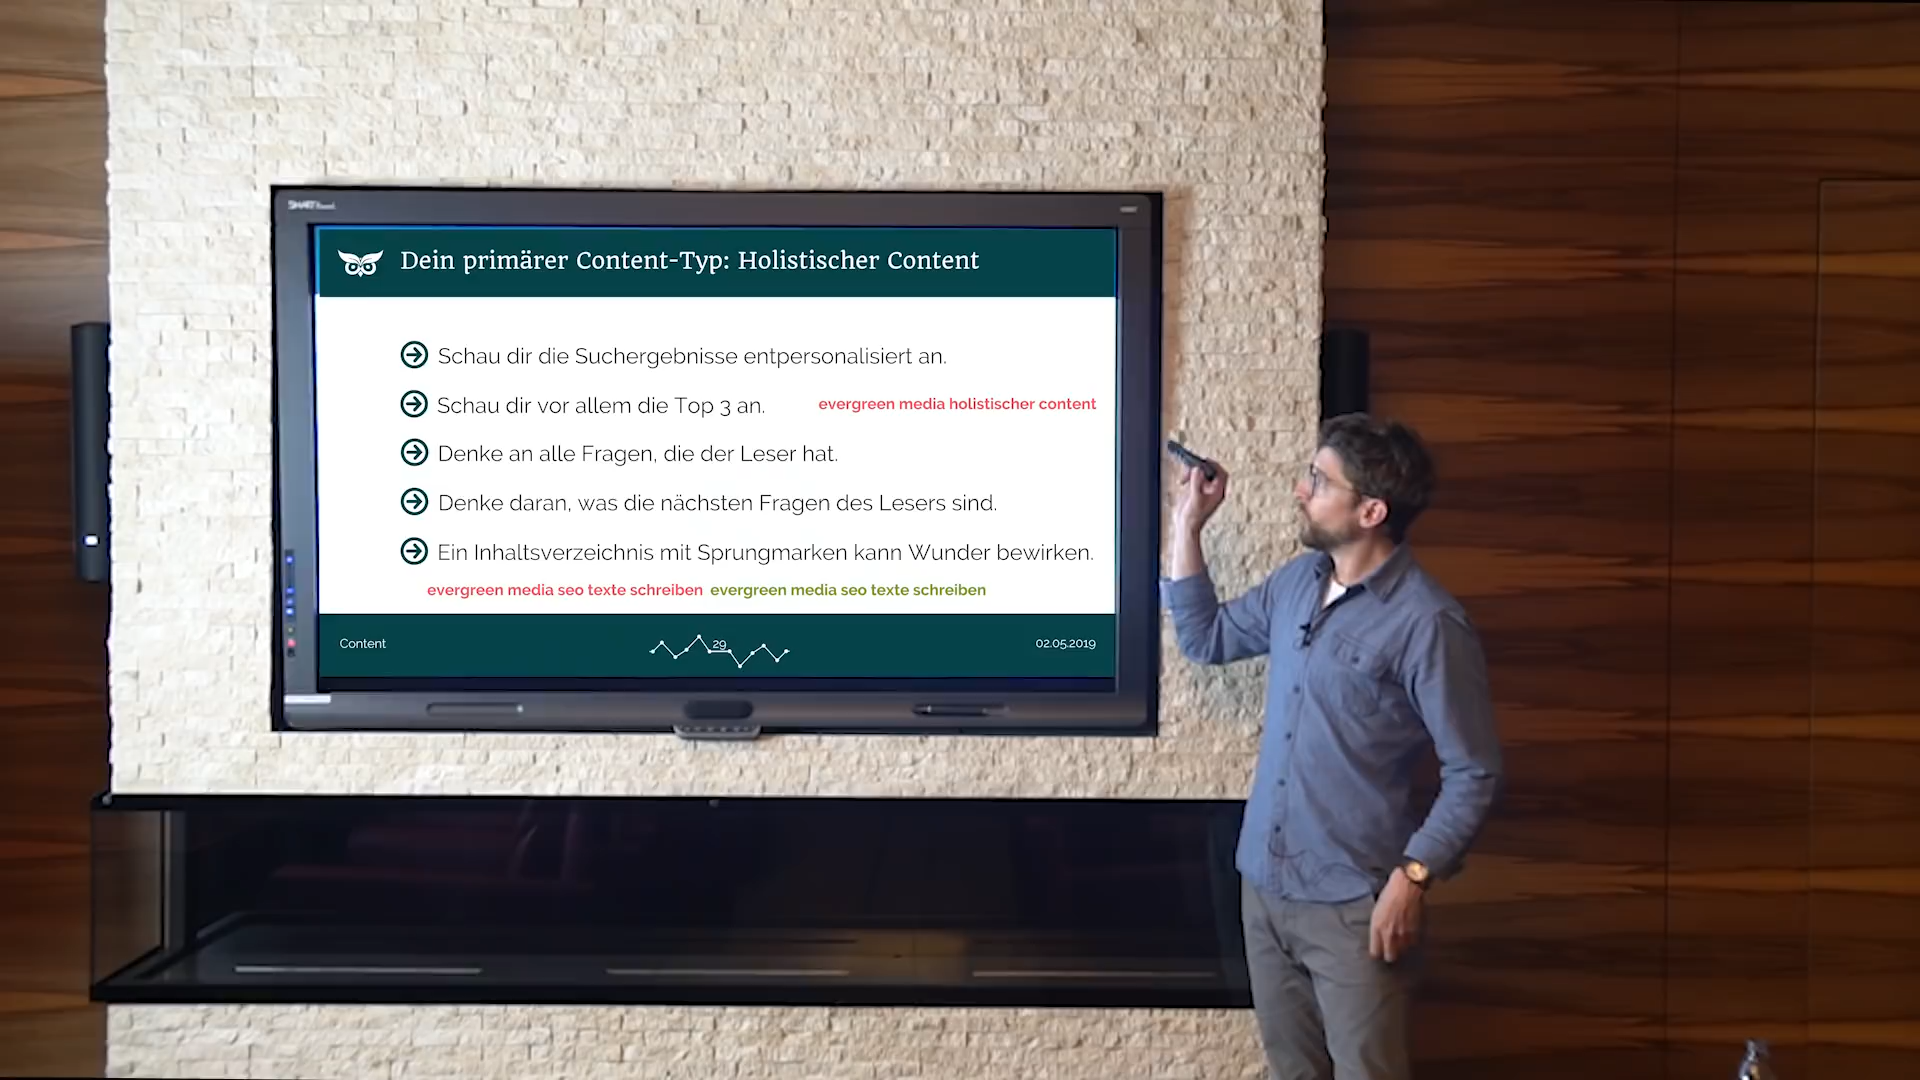 SMART Board
Dein primärer Content-Typ: Holistischer Content
Schau dir die Suchergebnisse entpersonalisiert an.
Schau dir vor allem die Top 3 an. evergreen media holistischer content
Denke an alle Fragen, die der Leser hat.
Denke daran, was die nächsten Fragen des Lesers sind.
Ein Inhaltsverzeichnis mit Sprungmarken kann Wunder bewirken.
evergreen media seo texte schreiben evergreen media seo texte schreiben
Content 29 02.05.2019